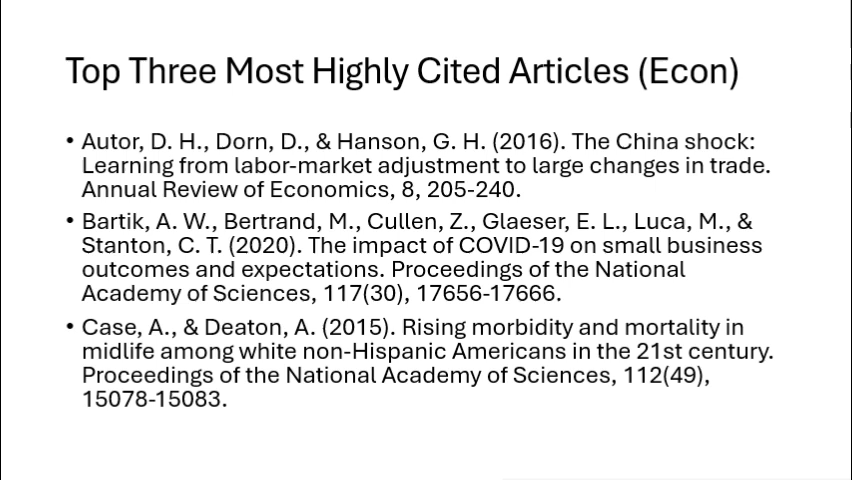 Top Three Most Highly Cited Articles (Econ)
• Autor, D. H., Dorn, D., & Hanson, G. H. (2016). The China shock:
Learning from labor-market adjustment to large changes in trade.
Annual Review of Economics, 8, 205-240.
• Bartik, A. W., Bertrand, M., Cullen, Z., Glaeser, E. L., Luca, M., &
Stanton, C. T. (2020). The impact of COVID-19 on small business
outcomes and expectations. Proceedings of the National
Academy of Sciences, 117(30), 17656-17666.
• Case, A., & Deaton, A. (2015). Rising morbidity and mortality in
midlife among white non-Hispanic Americans in the 21st century.
Proceedings of the National Academy of Sciences, 112(49),
15078-15083.